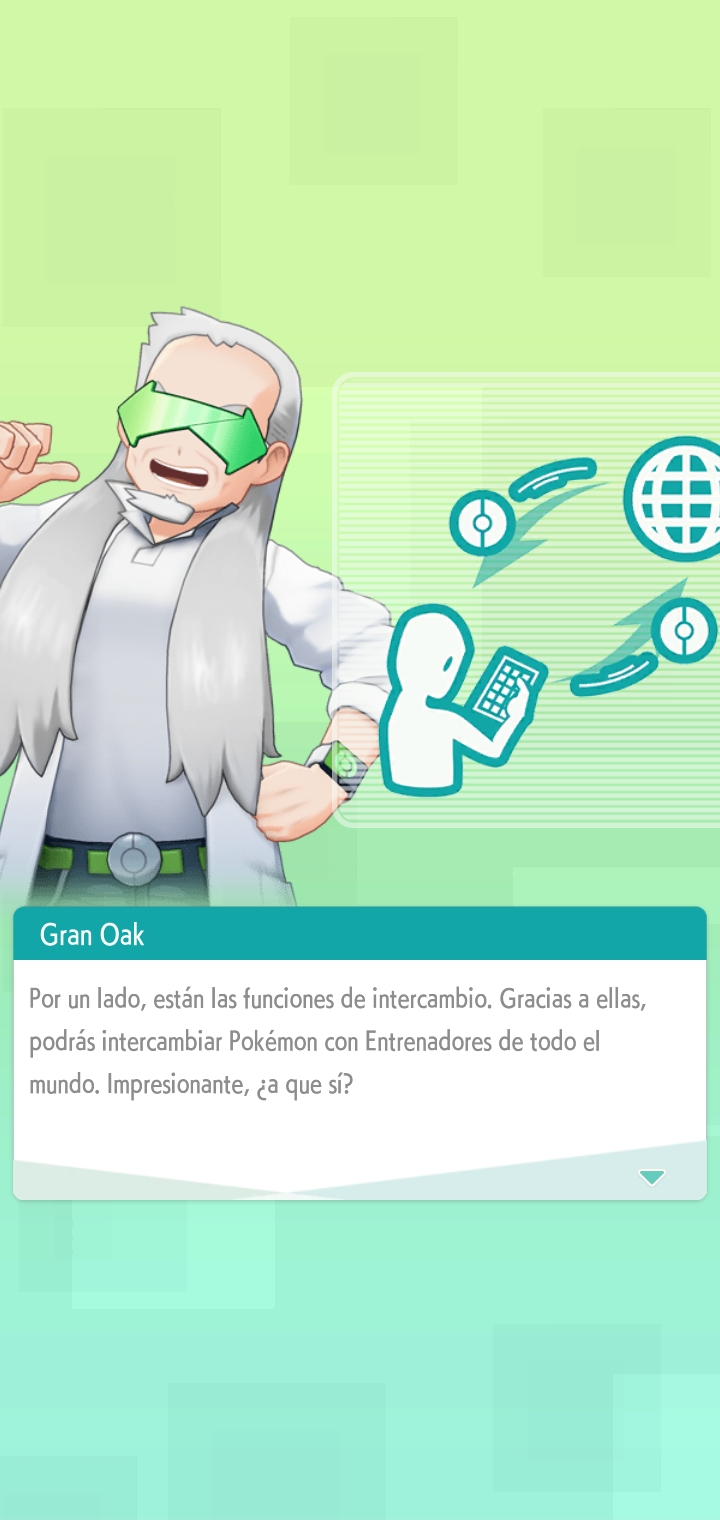 Gran Oak
Por un lado, están las funciones de intercambio. Gracias a ellas,
podrás intercambiar Pokémon con Entrenadores de todo el
mundo. Impresionante, ¿a que sí?